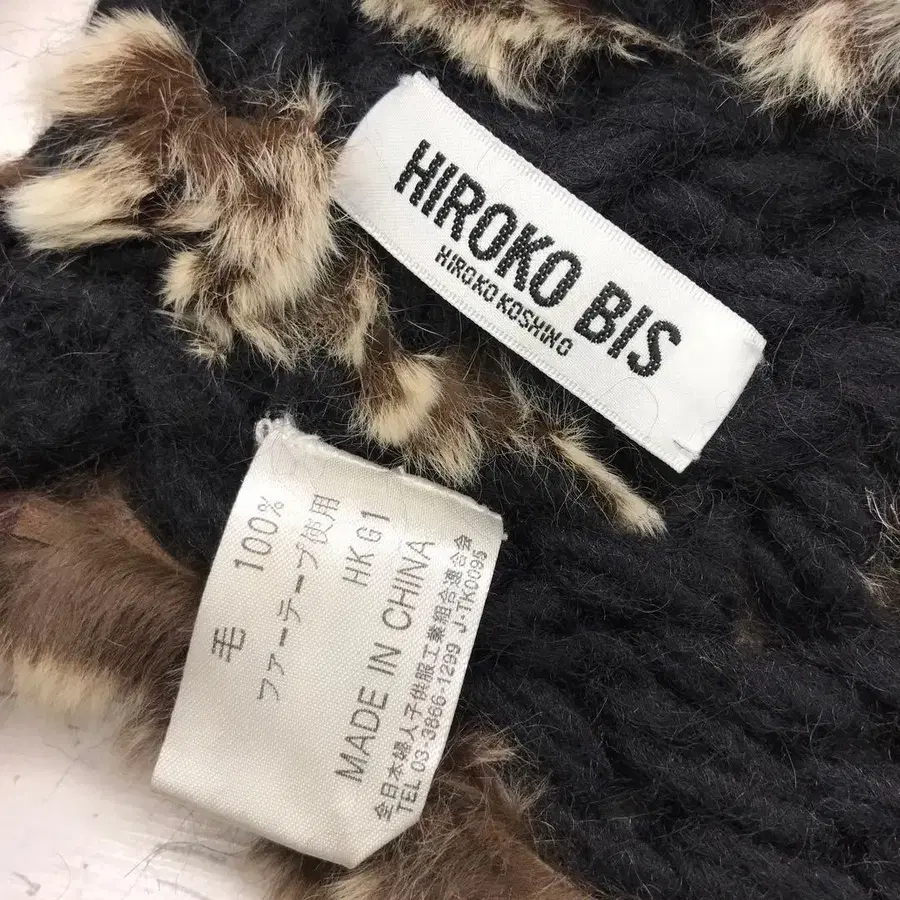 HIROKO BIS
HIROKO KOSHINO
毛 100%
ファーテープ使用
HK G1
MADE IN CHINA
全日本婦人子供服工業組合連合会
TEL 03-3866-1299 J-TK0095